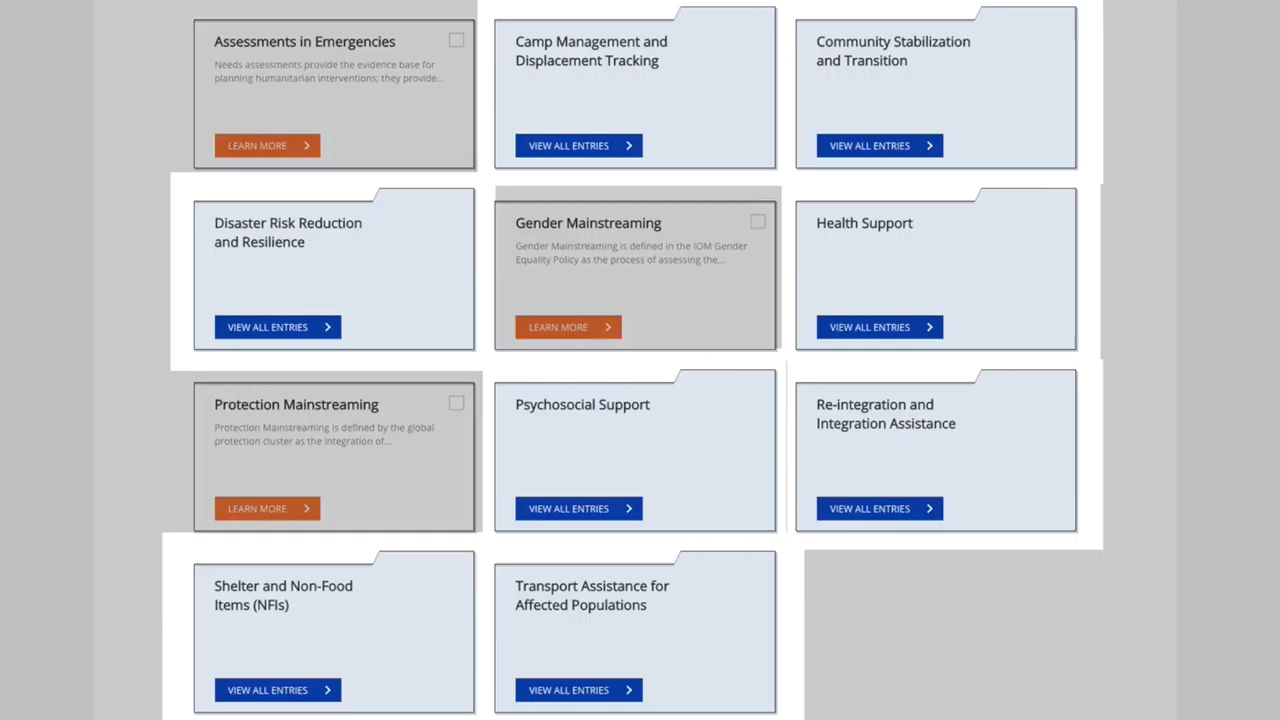 Assessments in Emergencies
Needs assessments provide the evidence base for
planning humanitarian interventions; they provide...
LEARN MORE
Camp Management and
Displacement Tracking
VIEW ALL ENTRIES
Community Stabilization
and Transition
VIEW ALL ENTRIES
Disaster Risk Reduction
and Resilience
VIEW ALL ENTRIES
Gender Mainstreaming
Gender Mainstreaming is defined in the IOM Gender
Equality Policy as the process of assessing the...
LEARN MORE
Health Support
VIEW ALL ENTRIES
Protection Mainstreaming
Protection Mainstreaming is defined by the global
protection cluster as the integration of...
LEARN MORE
Psychosocial Support
VIEW ALL ENTRIES
Re-integration and
Integration Assistance
VIEW ALL ENTRIES
Shelter and Non-Food
Items (NFIs)
VIEW ALL ENTRIES
Transport Assistance for
Affected Populations
VIEW ALL ENTRIES